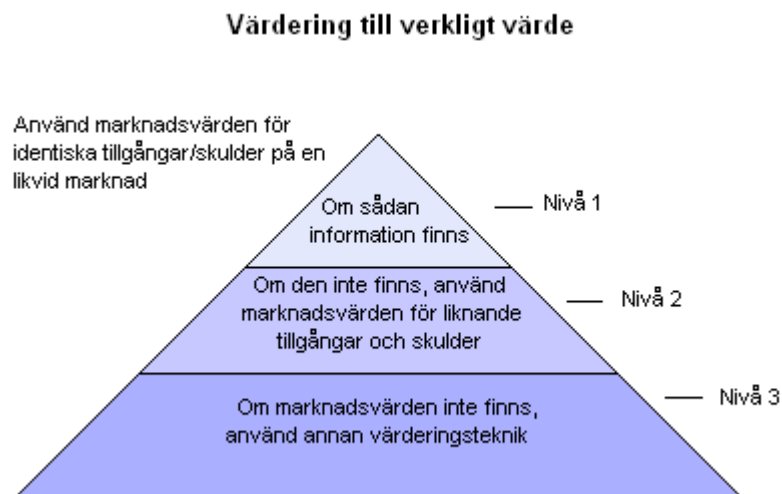 Värdering till verkligt värde
Använd marknadsvärden för
identiska tillgångar/skulder på en
likvid marknad
Om sådan
information finns
Nivå 1
Om den inte finns, använd
marknadsvärden för liknande
tillgångar och skulder
Nivå 2
Om marknadsvärden inte finns,
använd annan värderingsteknik
Nivå 3